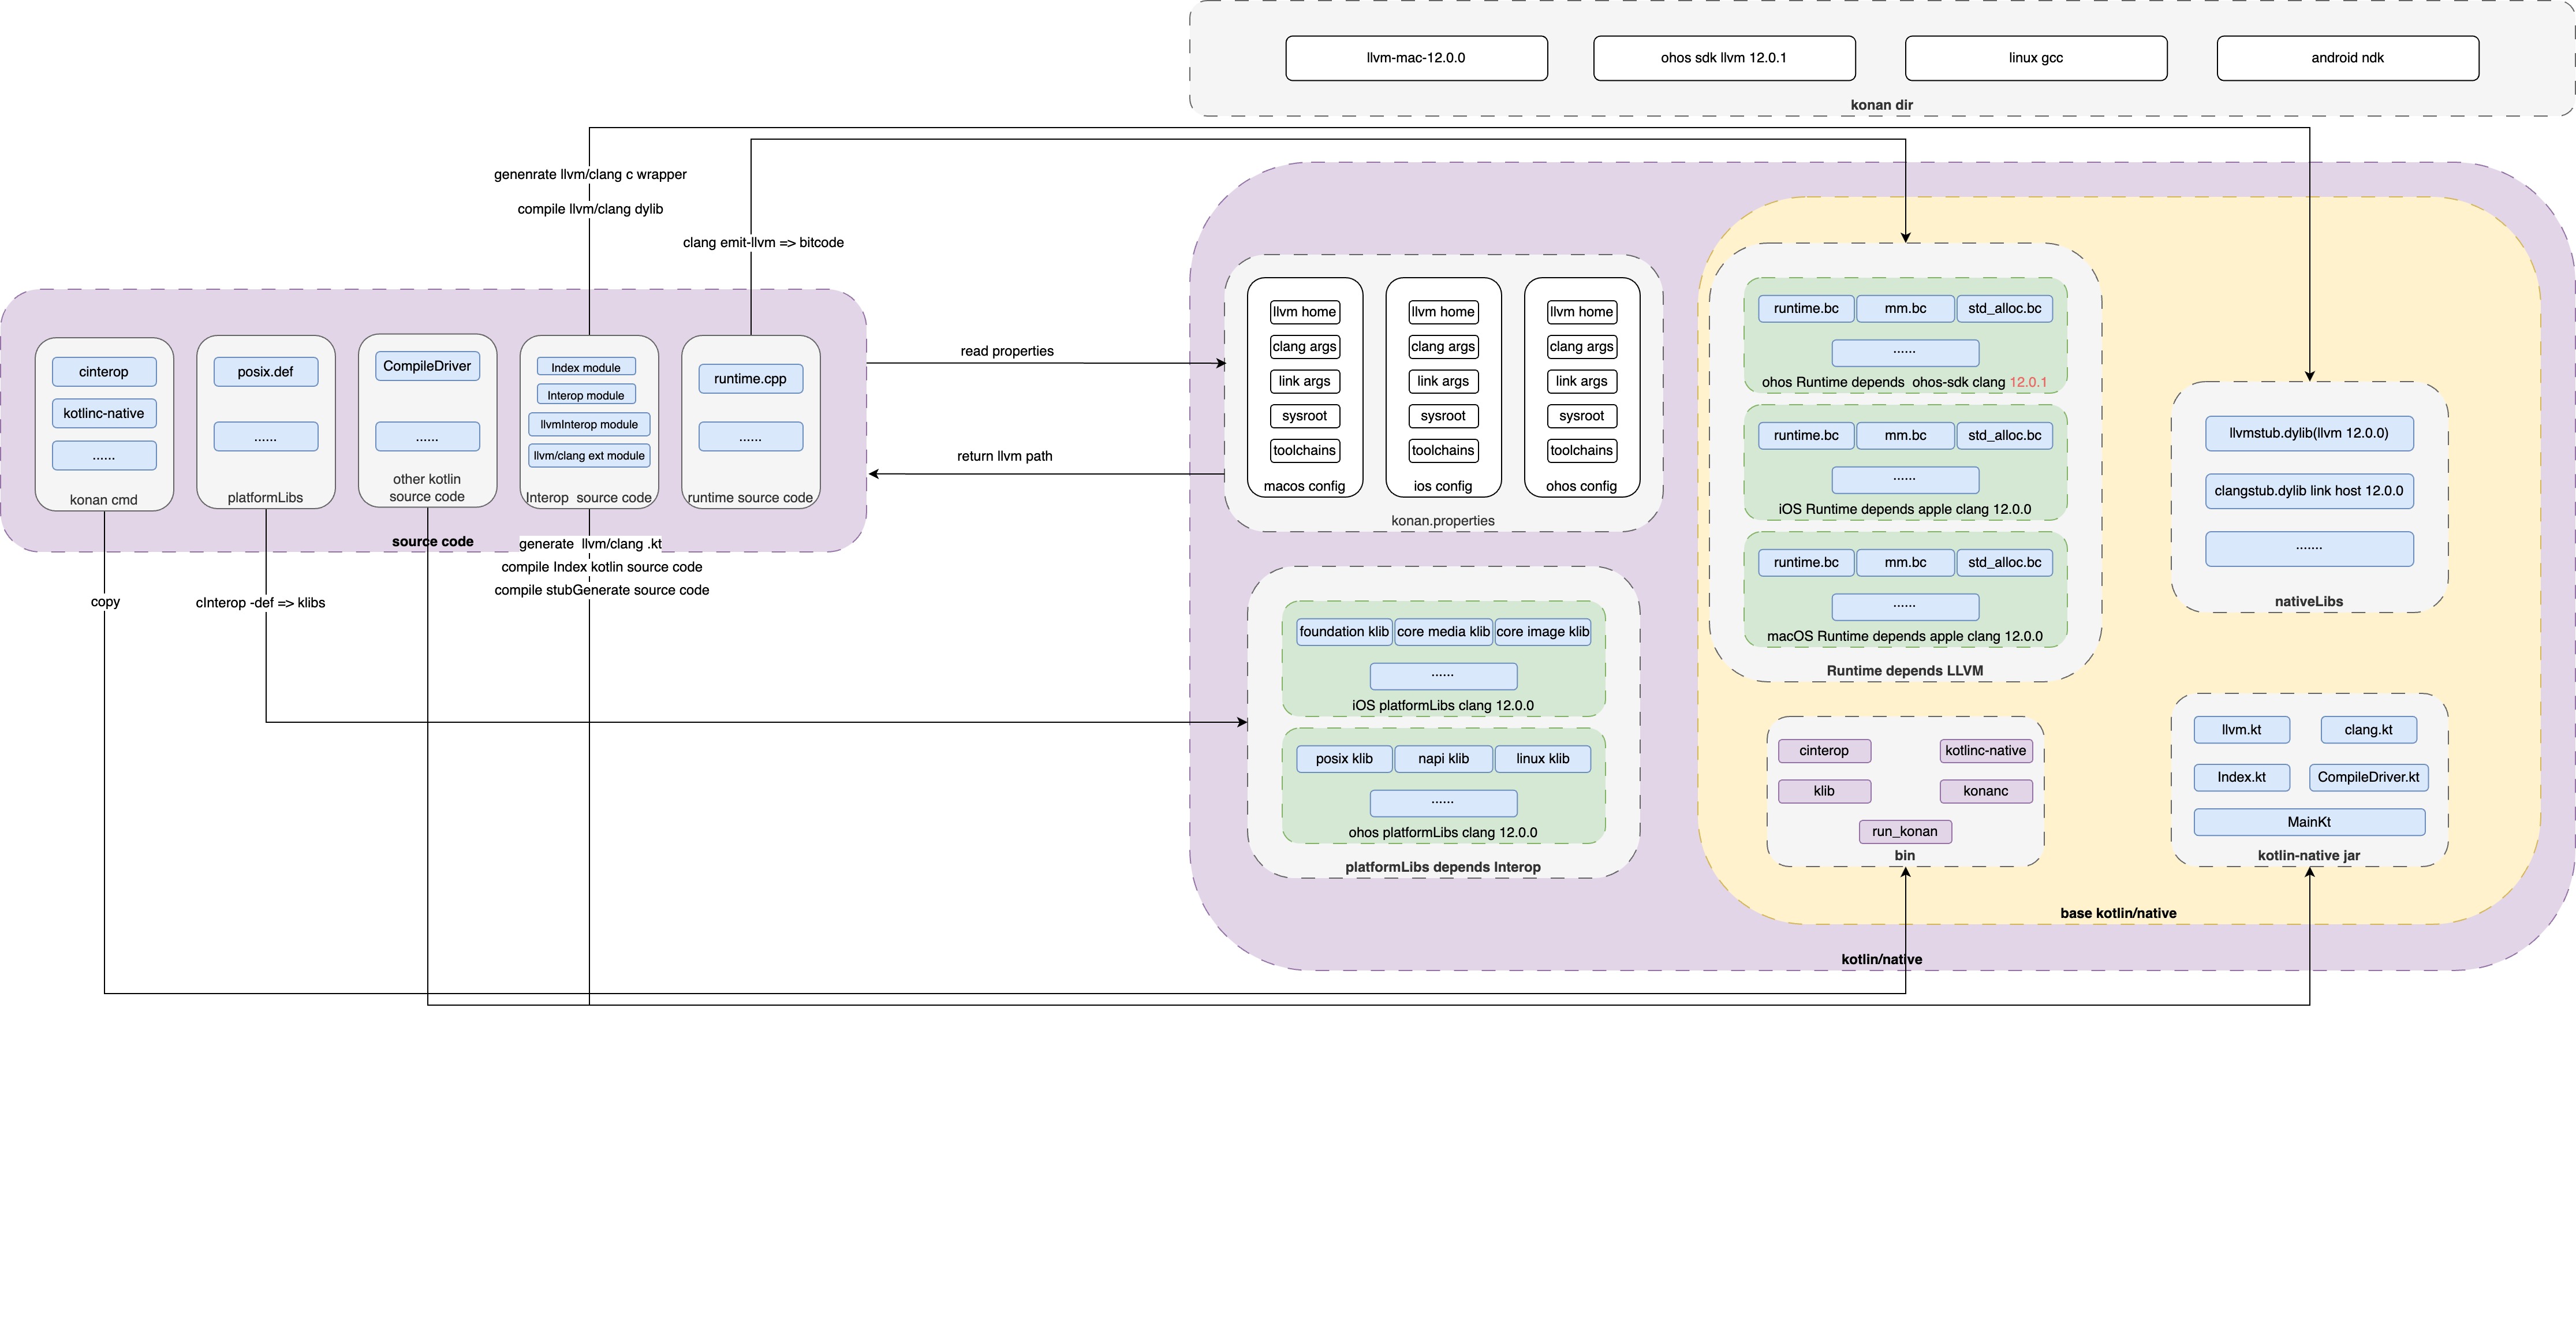 llvm-mac-12.0.0
ohos sdk llvm 12.0.1
linux gcc
android ndk
konan dir
genenrate llvm/clang c wrapper
compile llvm/clang dylib
clang emit-llvm => bitcode
cinterop
kotlinc-native
......
konan cmd
posix.def
......
platformLibs
CompileDriver
......
other kotlin
source code
Index module
Interop module
llvmInterop module
llvm/clang ext module
Interop source code
runtime.cpp
......
runtime source code
source code
read properties
return llvm path
copy
cInterop -def => klibs
generate llvm/clang .kt
compile Index kotlin source code
compile stubGenerate source code
llvm home
clang args
link args
sysroot
toolchains
macos config
llvm home
clang args
link args
sysroot
toolchains
ios config
llvm home
clang args
link args
sysroot
toolchains
ohos config
konan.properties
foundation klib
core media klib
core image klib
......
iOS platformLibs clang 12.0.0
posix klib
napi klib
linux klib
......
ohos platformLibs clang 12.0.0
platformLibs depends Interop
runtime.bc
mm.bc
std_alloc.bc
......
ohos Runtime depends ohos-sdk clang 12.0.1
runtime.bc
mm.bc
std_alloc.bc
......
iOS Runtime depends apple clang 12.0.0
runtime.bc
mm.bc
std_alloc.bc
......
macOS Runtime depends apple clang 12.0.0
Runtime depends LLVM
llvmstub.dylib(llvm 12.0.0)
clangstub.dylib link host 12.0.0
.......
nativeLibs
cinterop
kotlinc-native
klib
konanc
run_konan
bin
llvm.kt
clang.kt
Index.kt
CompileDriver.kt
MainKt
kotlin-native jar
base kotlin/native
kotlin/native